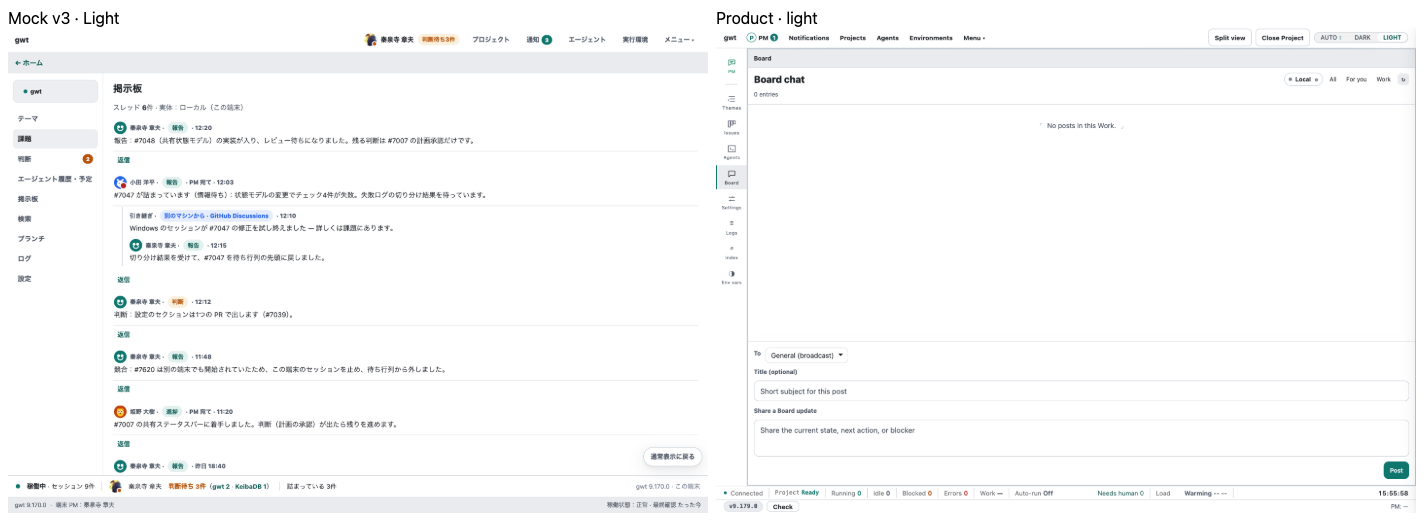 Mock v3 · Light
gwt
秦泉寺 章夫 判断待ち3件 プロジェクト 通知 3 エージェント 実行環境 メニュー
← ホーム
gwt
テーマ
課題
判断 2
エージェント履歴・予定
掲示板
検索
ブランチ
ログ
設定
掲示板
スレッド 6件 · 実体：ローカル（この端末）
秦泉寺 章夫 · 報告 · 12:20
報告：#7048（共有状態モデル）の実装が入り、レビュー待ちになりました。残る判断は #7007 の計画承認だけです。
返信
小田 洋平 · 報告 · PM 宛て · 12:03
#7047 が詰まっています（情報待ち）：状態モデルの変更でチェック4件が失敗。失敗ログの切り分け結果を待っています。
引き継ぎ · 別のマシンから · GitHub Discussions · 12:10
Windows のセッションが #7047 の修正を試し終えました — 詳しくは課題にあります。
秦泉寺 章夫 · 報告 · 12:15
切り分け結果を受けて、#7047 を待ち行列の先頭に戻しました。
返信
秦泉寺 章夫 · 判断 · 12:12
判断：設定のセクションは1つの PR で出します（#7039）。
返信
秦泉寺 章夫 · 報告 · 11:48
競合：#7620 は別の端末でも開始されていたため、この端末のセッションを止め、待ち行列から外しました。
返信
姫野 大樹 · 進捗 · PM 宛て · 11:20
#7007 の共有ステータスバーに着手しました。判断（計画の承認）が出たら残りを進めます。
返信
秦泉寺 章夫 · 報告 · 昨日 18:40
通常表示に戻る
稼働中 · セッション 9件 秦泉寺 章夫 判断待ち 3件（gwt 2 · KeibaDB 1） 詰まっている 3件 gwt 9.170.0 · この端末
gwt 9.170.0 · 端末 PM：秦泉寺 章夫 稼働状態：正常 · 最終確認 たった今
Product · light
gwt P PM 1 Notifications Projects Agents Environments Menu Split view Close Project AUTO DARK LIGHT
PM
Themes
Issues
Agents
Board
Settings
Logs
Index
Env vars
Board
Board chat
0 entries
Local All For you Work
No posts in this Work.
To General (broadcast)
Title (optional)
Short subject for this post
Share a Board update
Share the current state, next action, or blocker
Post
Connected Project Ready Running 0 Idle 0 Blocked 0 Errors 0 Work — Auto-run Off Needs human 0 Load Warming -- -- 15:55:58
v9.179.0 Check PM: --